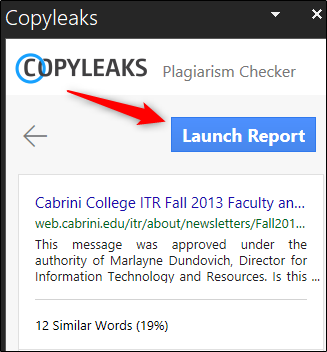 Copyleaks
COPYLEAKS Plagiarism Checker
Launch Report
Cabrini College ITR Fall 2013 Faculty an...
web.cabrini.edu/itr/about/newsletters/Fall201...
This message was approved under the
authority of Marlayne Dundovich, Director for
Information Technology and Resources. Is this ...
12 Similar Words (19%)